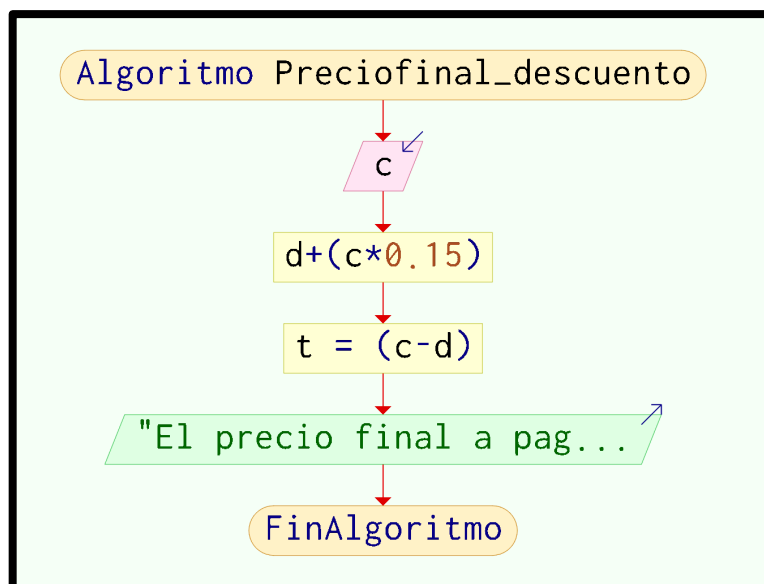 Algoritmo Preciofinal_descuento
c
d+(c*0.15)
t = (c-d)
"El precio final a pag...
FinAlgoritmo